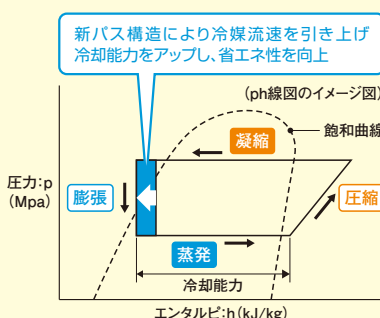 新パス構造により冷媒流速を引き上げ
冷却能力をアップし、省エネ性を向上
(ph線図のイメージ図)
飽和曲線
凝縮
圧力:p
(Mpa)
膨張
圧縮
蒸発
冷却能力
エンタルピ:h(kJ/kg)